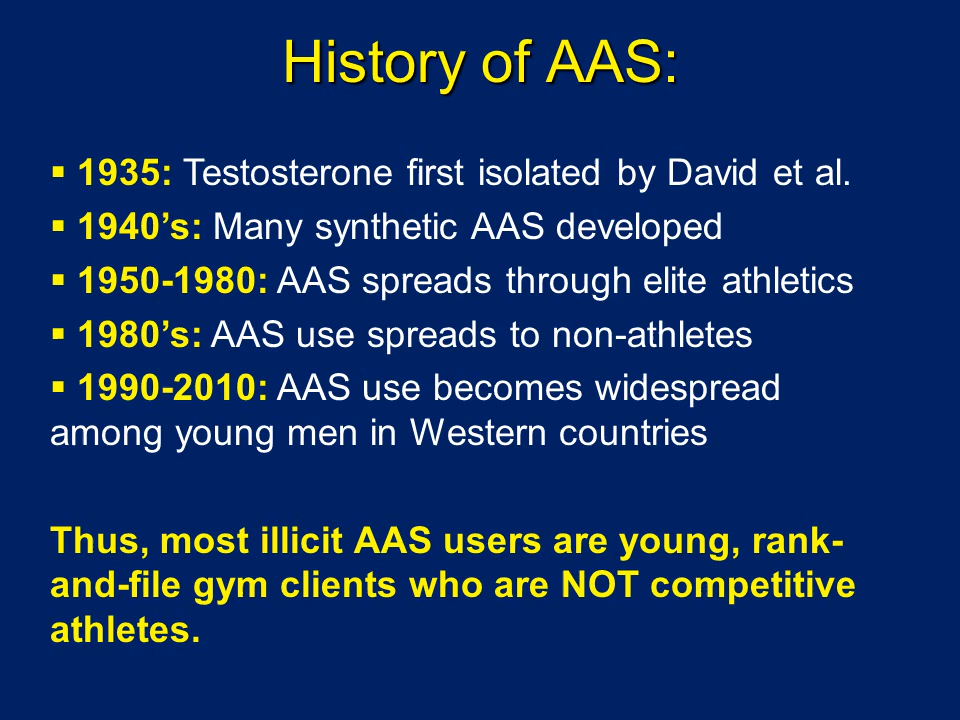 History of AAS:
▪ 1935: Testosterone first isolated by David et al.
▪ 1940’s: Many synthetic AAS developed
▪ 1950-1980: AAS spreads through elite athletics
▪ 1980’s: AAS use spreads to non-athletes
▪ 1990-2010: AAS use becomes widespread
among young men in Western countries
Thus, most illicit AAS users are young, rank-
and-file gym clients who are NOT competitive
athletes.